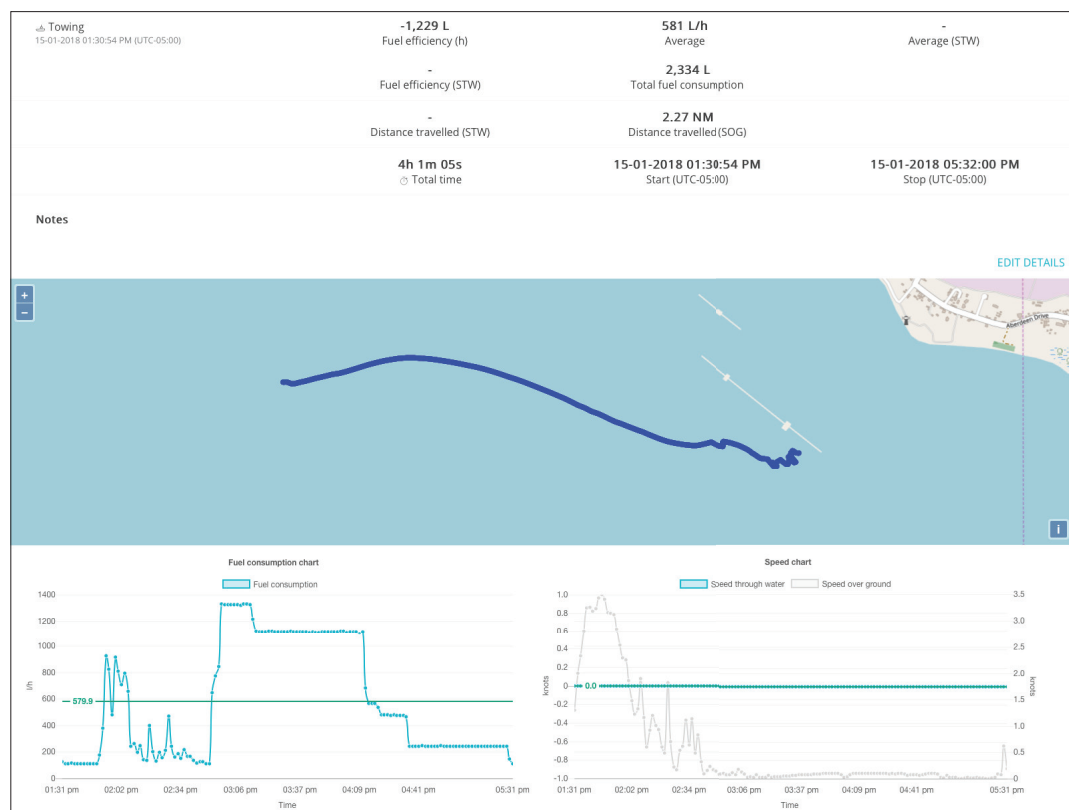 Towing
15-01-2018 01:30:54 PM (UTC-05:00)
-1,229 L
Fuel efficiency (h)
581 L/h
Average
-
Average (STW)
-
Fuel efficiency (STW)
2,334 L
Total fuel consumption
-
Distance travelled (STW)
2.27 NM
Distance travelled (SOG)
4h 1m 05s
Total time
15-01-2018 01:30:54 PM
Start (UTC-05:00)
15-01-2018 05:32:00 PM
Stop (UTC-05:00)
Notes
EDIT DETAILS
+
−
Aberdeen Drive
i
Fuel consumption chart
Fuel consumption
1400
1200
1000
800
600
400
200
0
l/h
579.9
01:31 pm 02:02 pm 02:34 pm 03:06 pm 03:37 pm 04:09 pm 04:41 pm 05:31 pm
Time
Speed chart
Speed through water Speed over ground
1.0
0.8
0.6
0.4
0.2
0
-0.2
-0.4
-0.6
-0.8
-1.0
knots
0.0
3.5
3.0
2.5
2.0
1.5
1.0
0.5
0
knots
01:31 pm 02:02 pm 02:34 pm 03:06 pm 03:37 pm 04:09 pm 04:41 pm 05:31 pm
Time